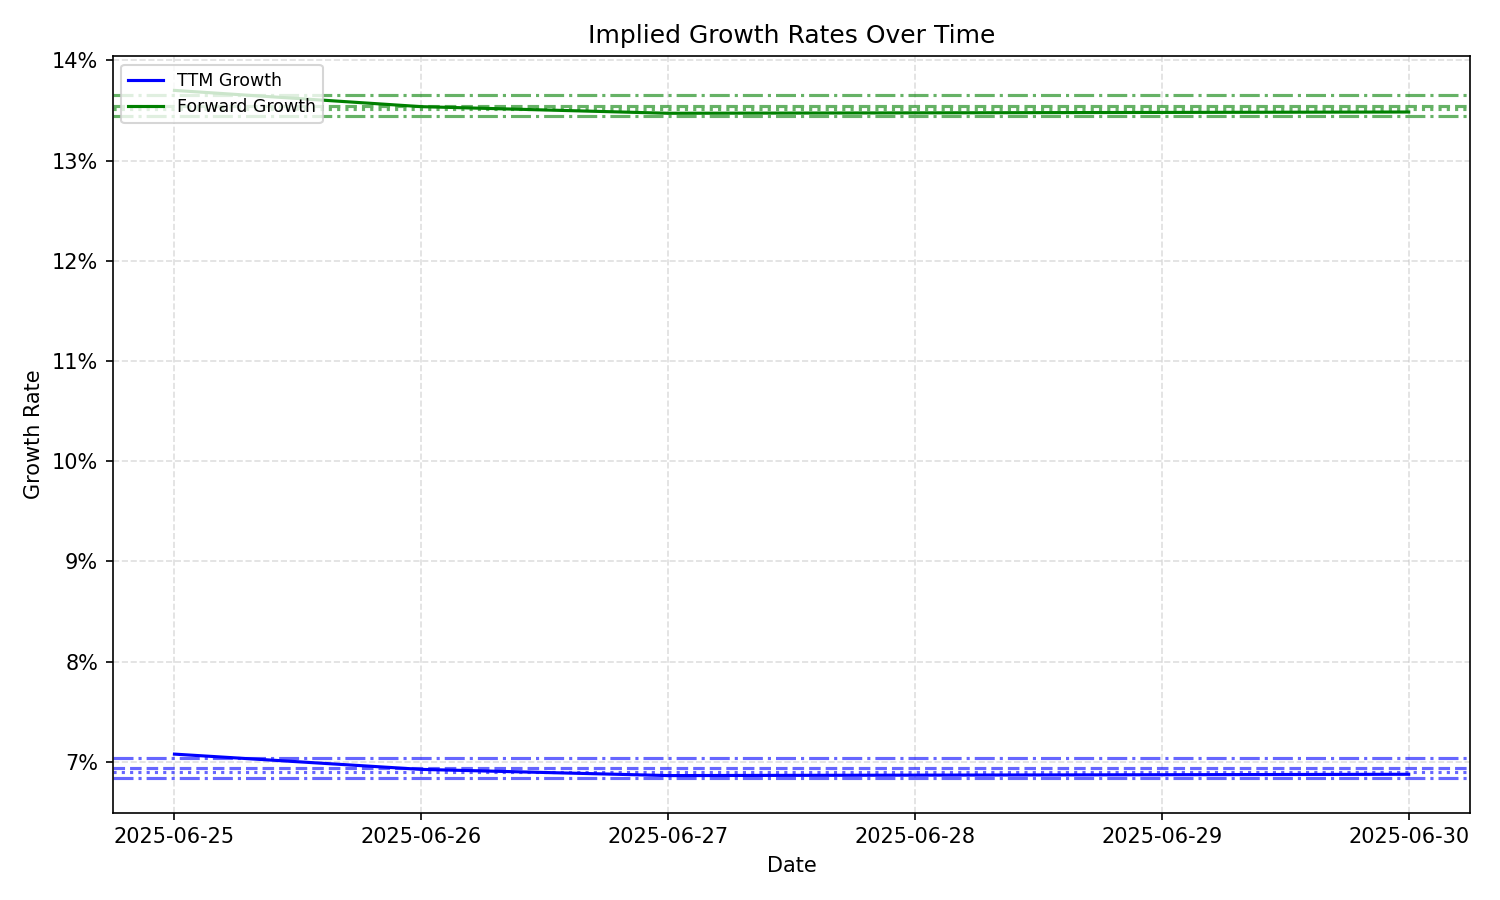 Implied Growth Rates Over Time
TTM Growth
Forward Growth
14%
13%
12%
11%
10%
9%
8%
7%
Growth Rate
2025-06-25
2025-06-26
2025-06-27
2025-06-28
2025-06-29
2025-06-30
Date